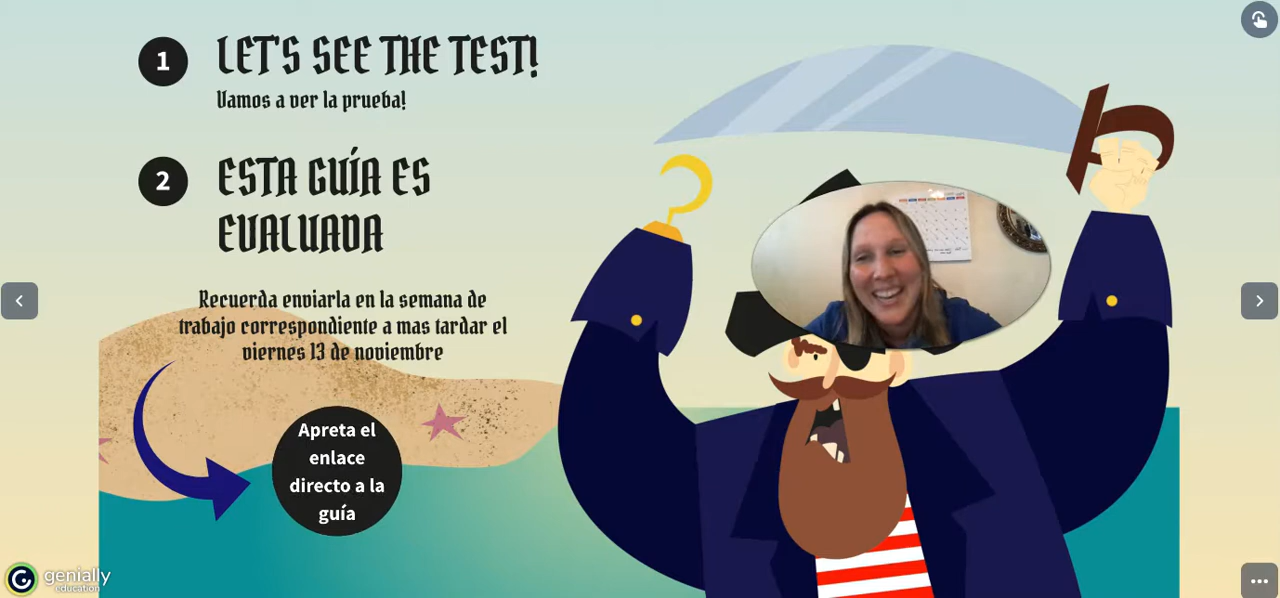 1
LET'S SEE THE TEST!
Vamos a ver la prueba!
2
ESTA GUÍA ES
EVALUADA
Recuerda enviarla en la semana de
trabajo correspondiente a mas tardar el
viernes 13 de noviembre
Apreta el
enlace
directo a la
guía
genially
education